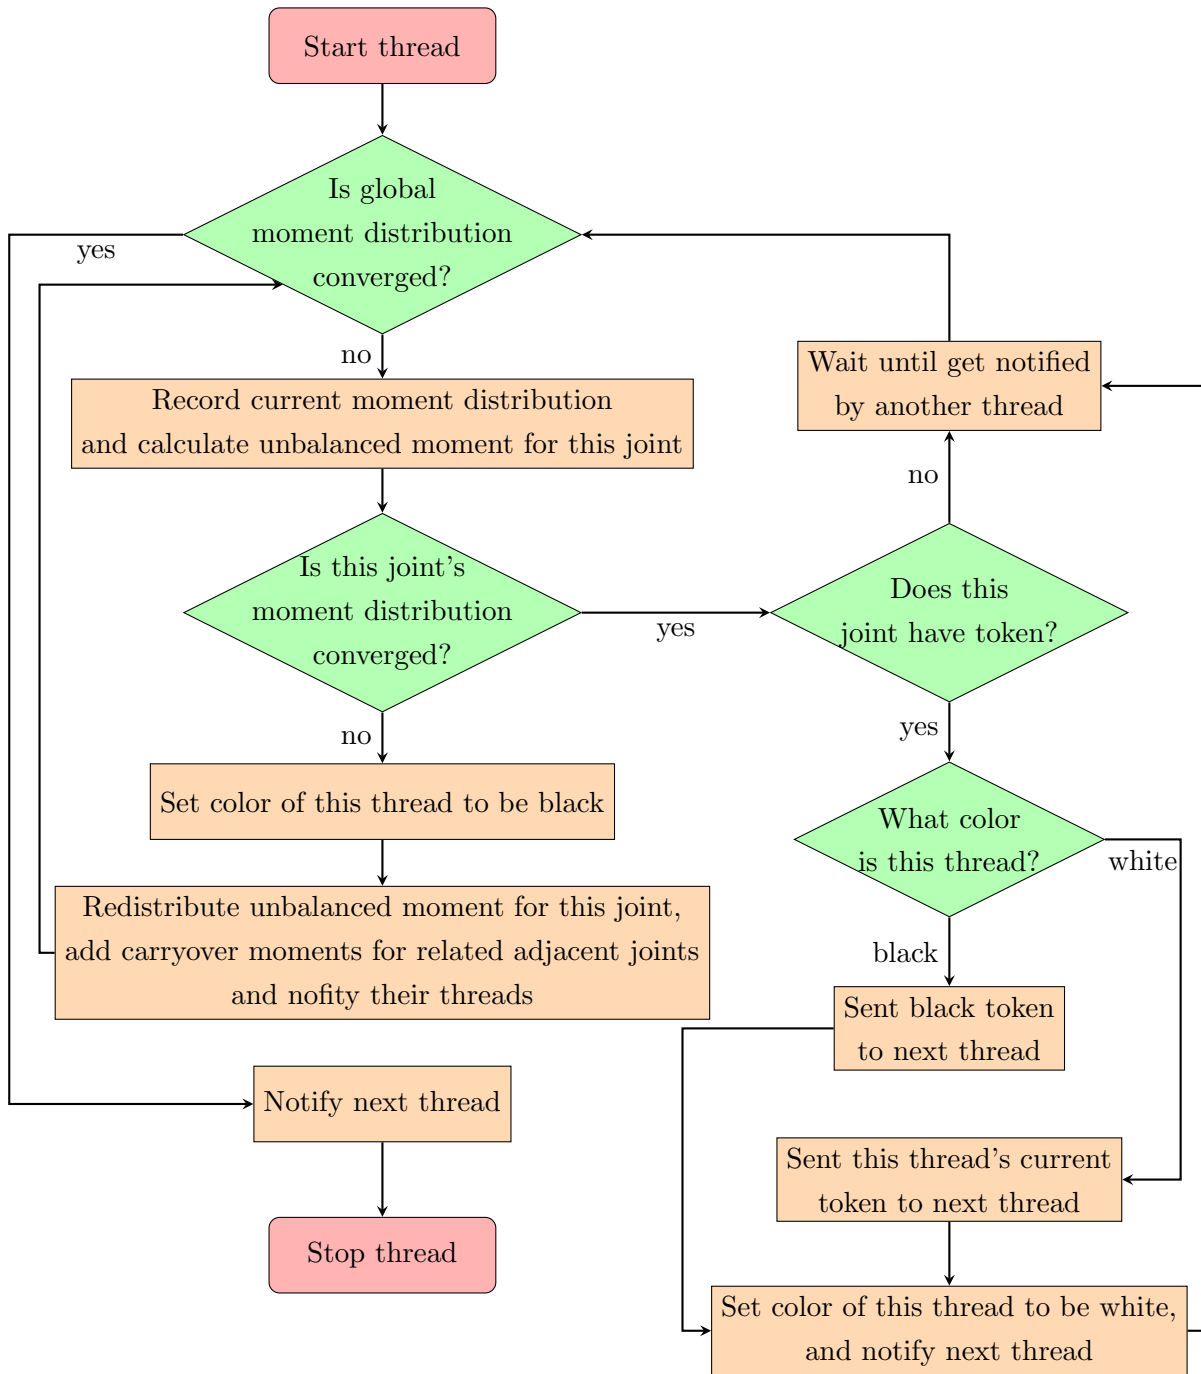 Start thread
Is global
moment distribution
converged?
yes
no
Record current moment distribution
and calculate unbalanced moment for this joint
Is this joint's
moment distribution
converged?
yes
no
Set color of this thread to be black
Redistribute unbalanced moment for this joint,
add carryover moments for related adjacent joints
and nofity their threads
Notify next thread
Stop thread
Wait until get notified
by another thread
no
Does this
joint have token?
yes
What color
is this thread?
white
black
Sent black token
to next thread
Sent this thread's current
token to next thread
Set color of this thread to be white,
and notify next thread